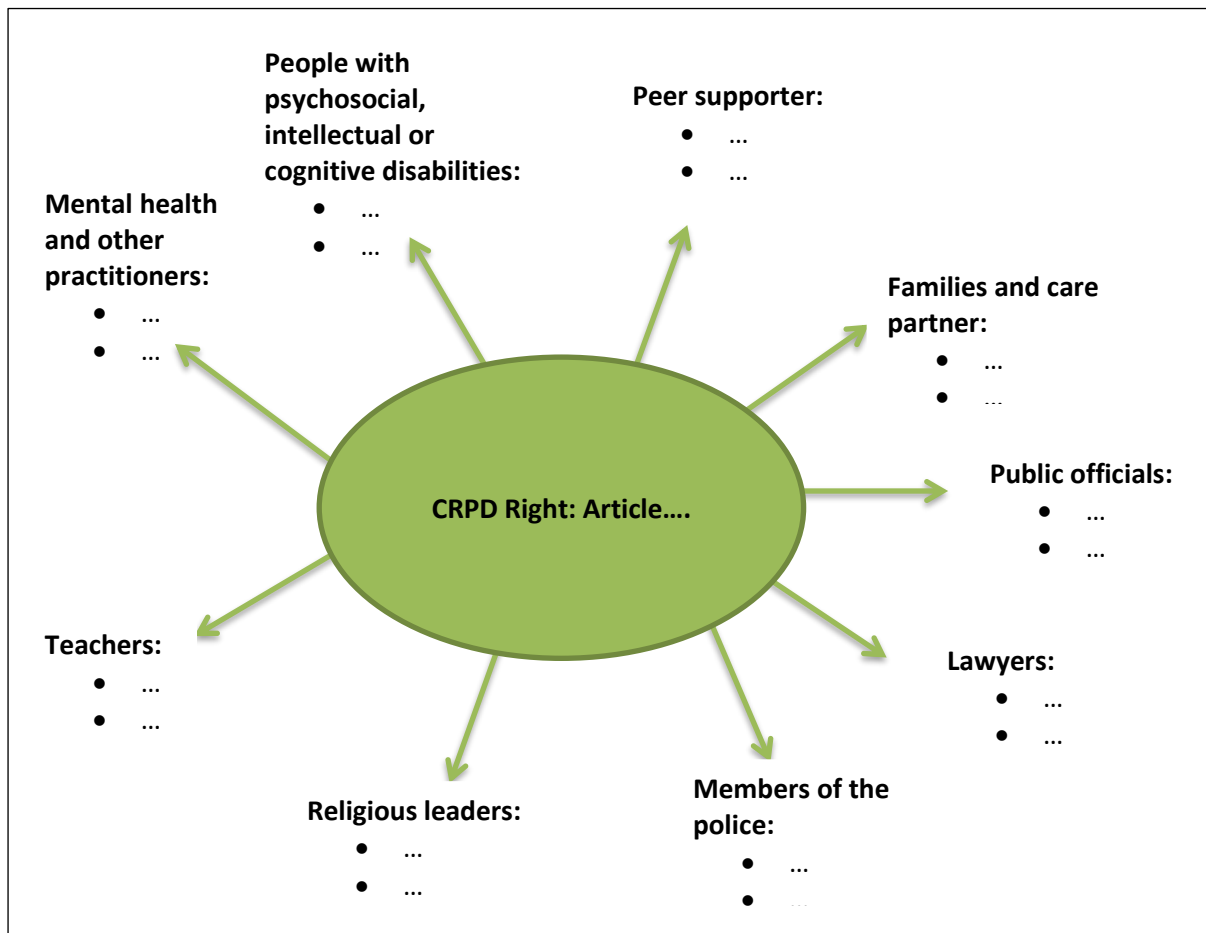 People with
psychosocial,
intellectual or
cognitive disabilities:
• ...
• ...
Peer supporter:
• ...
• ...
Mental health
and other
practitioners:
• ...
• ...
Families and care
partner:
• ...
• ...
CRPD Right: Article....
Public officials:
• ...
• ...
Teachers:
• ...
• ...
Lawyers:
• ...
• ...
Religious leaders:
• ...
• ...
Members of the
police:
• ...
• ...